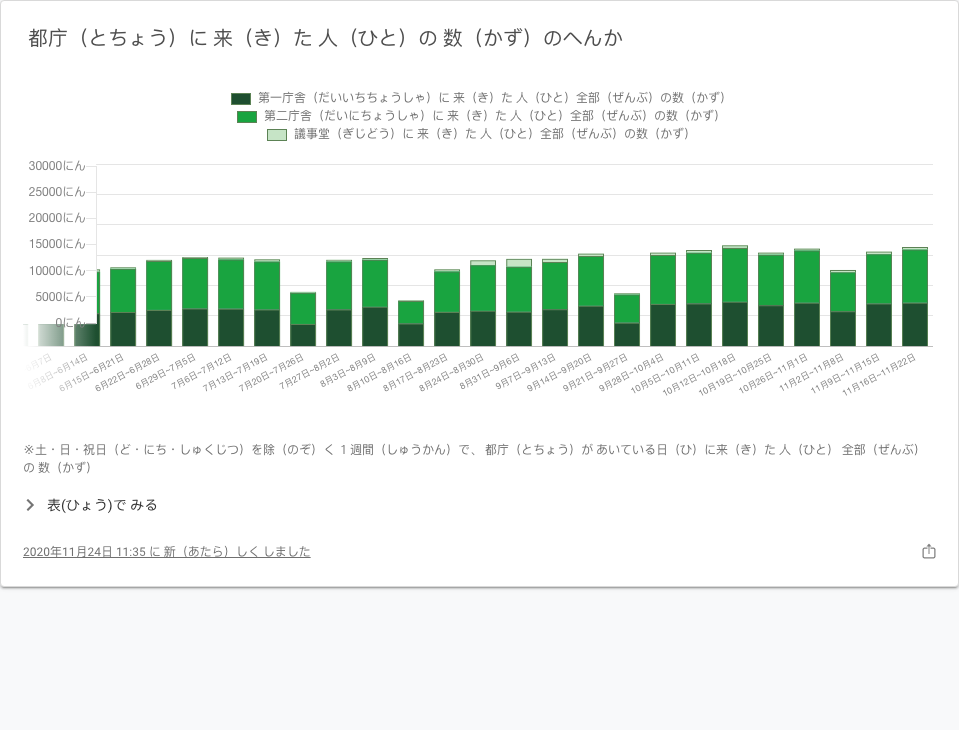 都庁（とちょう）に 来（き）た 人（ひと）の 数（かず）のへんか
第一庁舎（だいいちちょうしゃ）に 来（き）た 人（ひと）全部（ぜんぶ）の数（かず）
第二庁舎（だいにちょうしゃ）に 来（き）た 人（ひと）全部（ぜんぶ）の数（かず）
議事堂（ぎじどう）に 来（き）た 人（ひと）全部（ぜんぶ）の数（かず）
30000にん
25000にん
20000にん
15000にん
10000にん
5000にん
0にん
6月15日~6月21日
6月22日~6月28日
6月29日~7月5日
7月6日~7月12日
7月13日~7月19日
7月20日~7月26日
7月27日~8月2日
8月3日~8月9日
8月10日~8月16日
8月17日~8月23日
8月24日~8月30日
8月31日~9月6日
9月7日~9月13日
9月14日~9月20日
9月21日~9月27日
9月28日~10月4日
10月5日~10月11日
10月12日~10月18日
10月19日~10月25日
10月26日~11月1日
11月2日~11月8日
11月9日~11月15日
11月16日~11月22日
※土・日・祝日（ど・にち・しゅくじつ）を除（のぞ）く 1 週間（しゅうかん）で、 都庁（とちょう）が あいている日（ひ）に来（き）た 人（ひと） 全部（ぜんぶ）
の 数（かず）
表(ひょう)で みる
2020年11月24日 11:35 に 新（あたら）しく しました